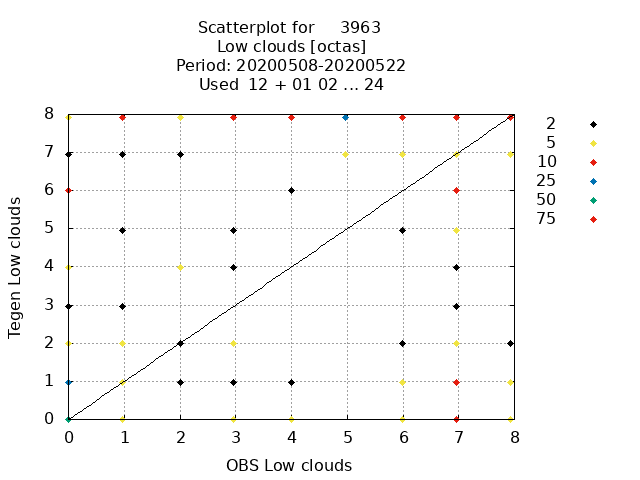 Scatterplot for 3963
Low clouds [octas]
Period: 20200508-20200522
Used 12 + 01 02 ... 24
8
7
6
5
4
3
2
1
0
Tegen Low clouds
0 1 2 3 4 5 6 7 8
OBS Low clouds
2
5
10
25
50
75